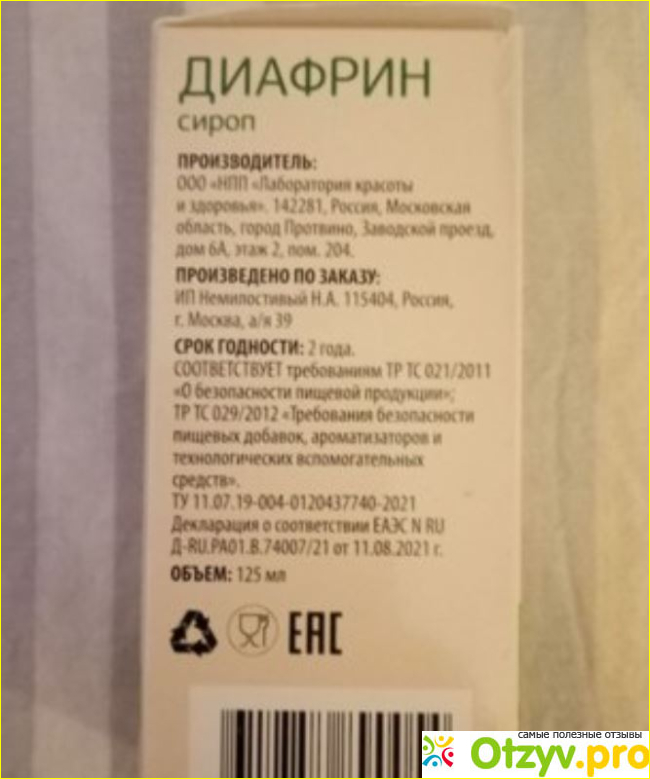 ДИАФРИН
сироп
ПРОИЗВОДИТЕЛЬ:
ООО «НПП «Лаборатория красоты
и здоровья». 142281, Россия, Московская
область, город Протвино, Заводской проезд,
дом 6А, этаж 2, пом. 204.
ПРОИЗВЕДЕНО ПО ЗАКАЗУ:
ИП Немилостивый Н.А. 115404, Россия,
г. Москва, а/я 39
СРОК ГОДНОСТИ: 2 года.
СООТВЕТСТВУЕТ требованиям ТР ТС 021/2011
«О безопасности пищевой продукции»;
ТР ТС 029/2012 «Требования безопасности
пищевых добавок, ароматизаторов и
технологических вспомогательных
средств».
ТУ 11.07.19-004-0120437740-2021
Декларация о соответствии ЕАЭС N RU
Д-RU.РА01.В.74007/21 от 11.08.2021 г.
ОБЪЕМ: 125 мл
EAC
самые полезные отзывы
Otzyv.pro